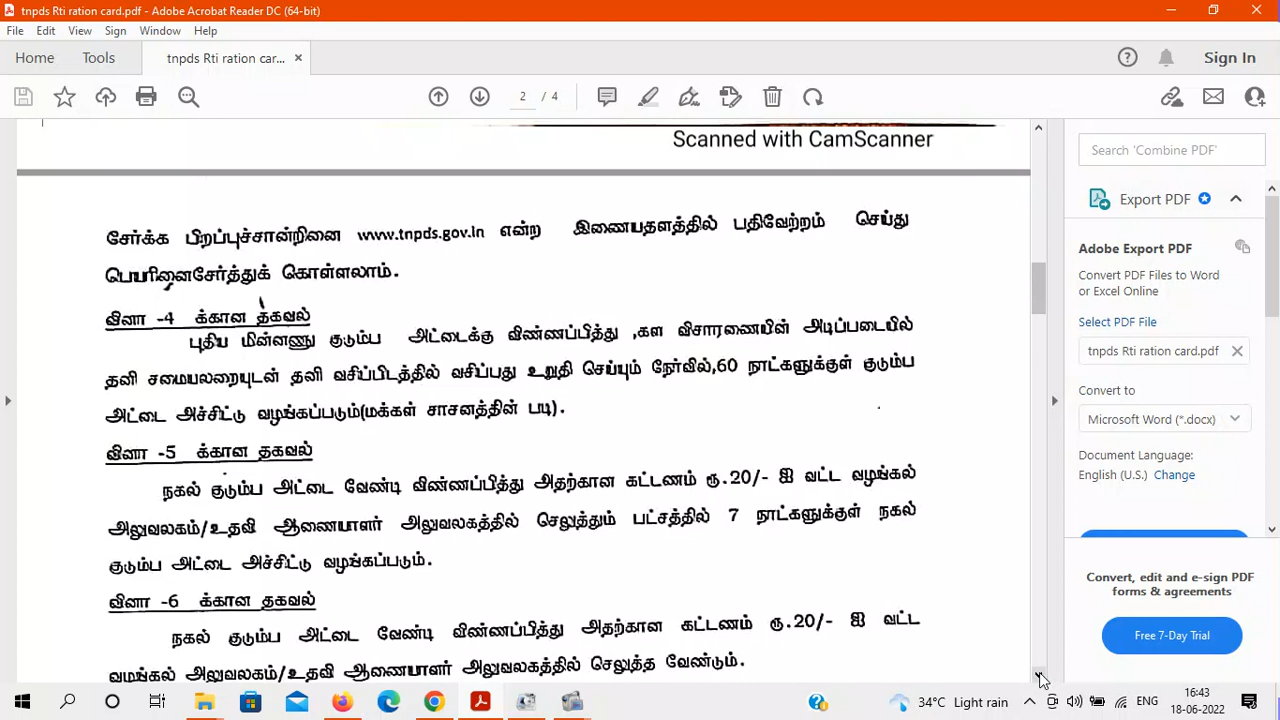 tnpds Rti ration card.pdf - Adobe Acrobat Reader DC (64-bit)
File Edit View Sign Window Help
Home Tools tnpds Rti ration car... × Sign In
2 / 4
Scanned with CamScanner
சேர்க்க பிறப்புச்சான்றினை www.tnpds.gov.in என்ற இணையதளத்தில் பதிவேற்றம் செய்து
பெயரினைசேர்த்துக் கொள்ளலாம்.
வினா -4 க்கான தகவல்
புதிய மின்னணு குடும்ப அட்டைக்கு விண்ணப்பித்து ,கள விசாரணையின் அடிப்படையில்
தனி சமையலறையுடன் தனி வசிப்பிடத்தில் வசிப்பது உறுதி செய்யும் நேர்வில்,60 நாட்களுக்குள் குடும்ப
அட்டை அச்சிட்டு வழங்கப்படும்(மக்கள் சாசனத்தின் படி).
வினா -5 க்கான தகவல்
நகல் குடும்ப அட்டை வேண்டி விண்ணப்பித்து அதற்கான கட்டணம் ரூ.20/- ஐ வட்ட வழங்கல்
அலுவலகம்/உதவி ஆணையாளர் அலுவலகத்தில் செலுத்தும் பட்சத்தில் 7 நாட்களுக்குள் நகல்
குடும்ப அட்டை அச்சிட்டு வழங்கப்படும்.
வினா -6 க்கான தகவல்
நகல் குடும்ப அட்டை வேண்டி விண்ணப்பித்து அதற்கான கட்டணம் ரூ.20/- ஐ வட்ட
வழங்கல் அலுவலகம்/உதவி ஆணையாளர் அலுவலகத்தில் செலுத்த வேண்டும்.
Search 'Combine PDF'
Export PDF
Adobe Export PDF
Convert PDF Files to Word
or Excel Online
Select PDF File
tnpds Rti ration card.pdf ×
Convert to
Microsoft Word (*.docx)
Document Language:
English (U.S.) Change
Convert, edit and e-sign PDF
forms & agreements
Free 7-Day Trial
34°C Light rain ENG 16:43
18-06-2022